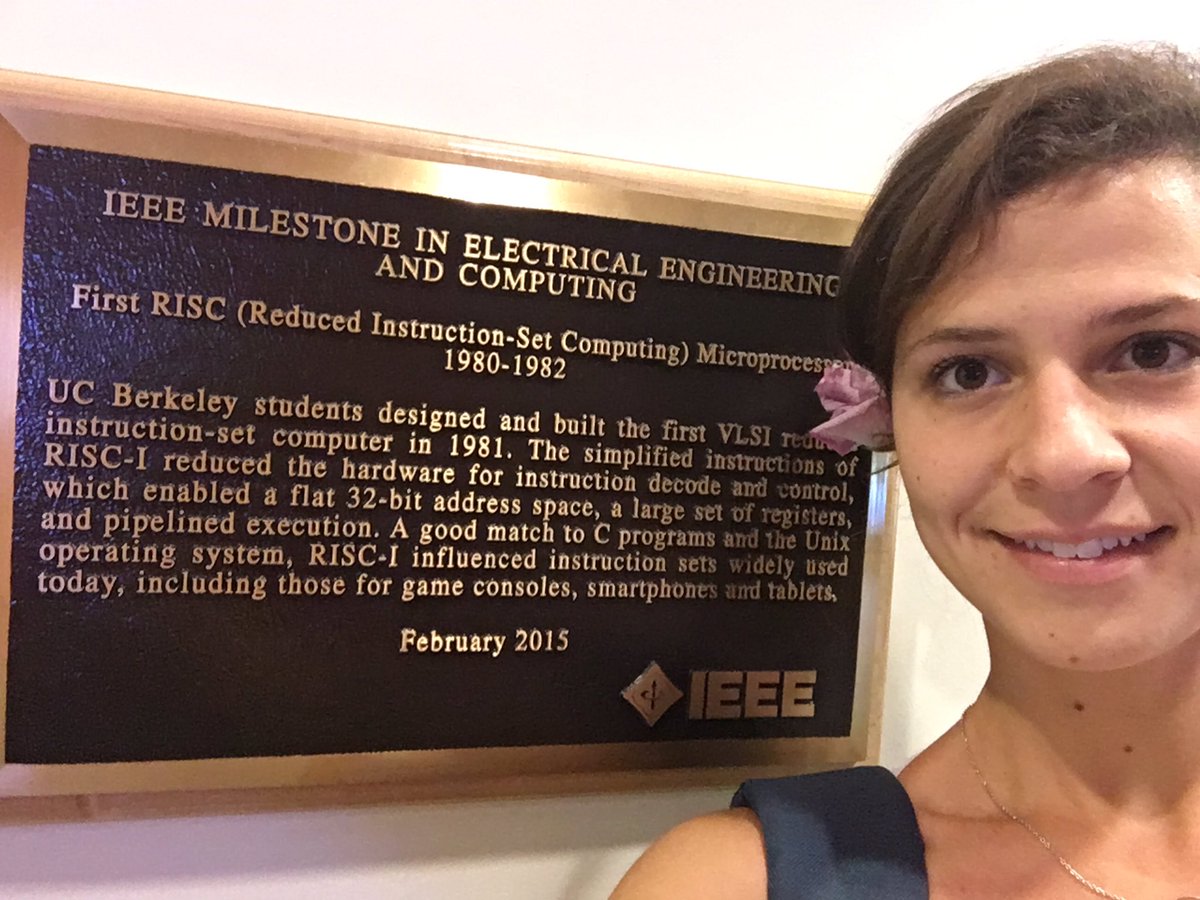 IEEE MILESTONE IN ELECTRICAL ENGINEERING
AND COMPUTING
First RISC (Reduced Instruction-Set Computing) Microprocessor
1980-1982
UC Berkeley students designed and built the first VLSI
instruction-set computer in 1981. The simplified instructions of
RISC-I reduced the hardware for instruction decode and control,
which enabled a flat 32-bit address space, a large set of registers,
and pipelined execution. A good match to C programs and the Unix
operating system, RISC-I influenced instruction sets widely used
today, including those for game consoles, smartphones and tablets.
February 2015
IEEE